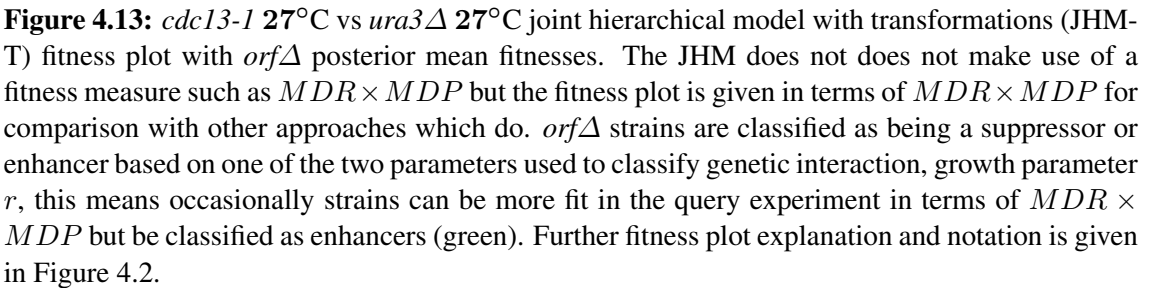 Figure 4.13: cdc13-1 27°C vs ura3Δ 27°C joint hierarchical model with transformations (JHM-
T) fitness plot with orfΔ posterior mean fitnesses. The JHM does not does not make use of a
fitness measure such as MDR × MDP but the fitness plot is given in terms of MDR × MDP for
comparison with other approaches which do. orfΔ strains are classified as being a suppressor or
enhancer based on one of the two parameters used to classify genetic interaction, growth parameter
r, this means occasionally strains can be more fit in the query experiment in terms of MDR ×
MDP but be classified as enhancers (green). Further fitness plot explanation and notation is given
in Figure 4.2.